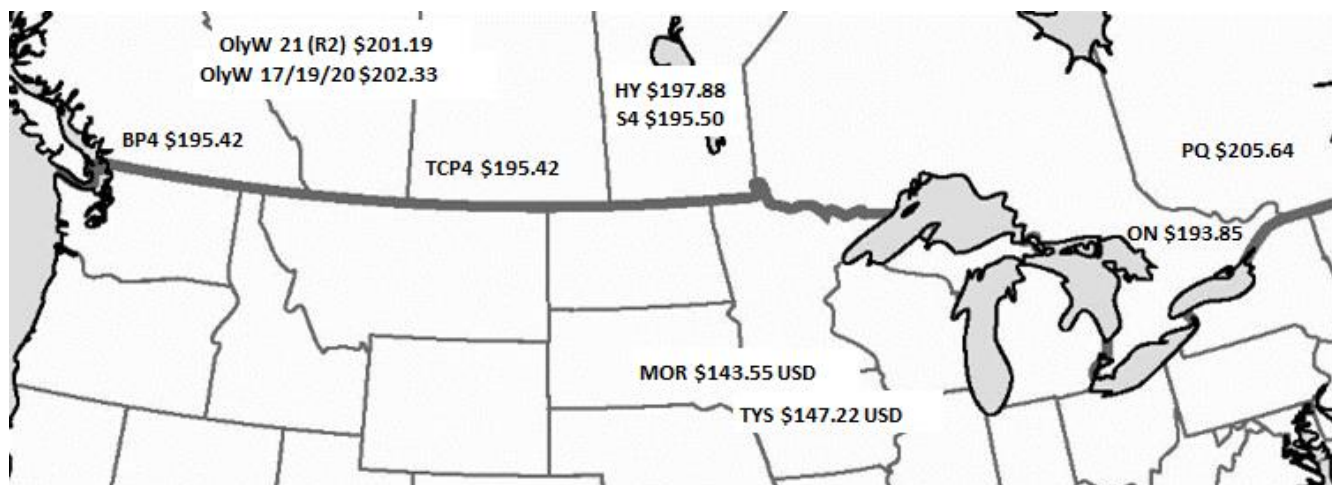 OlyW 21 (R2) $201.19
OlyW 17/19/20 $202.33
HY $197.88
S4 $195.50
BP4 $195.42
TCP4 $195.42
PQ $205.64
ON $193.85
MOR $143.55 USD
TYS $147.22 USD